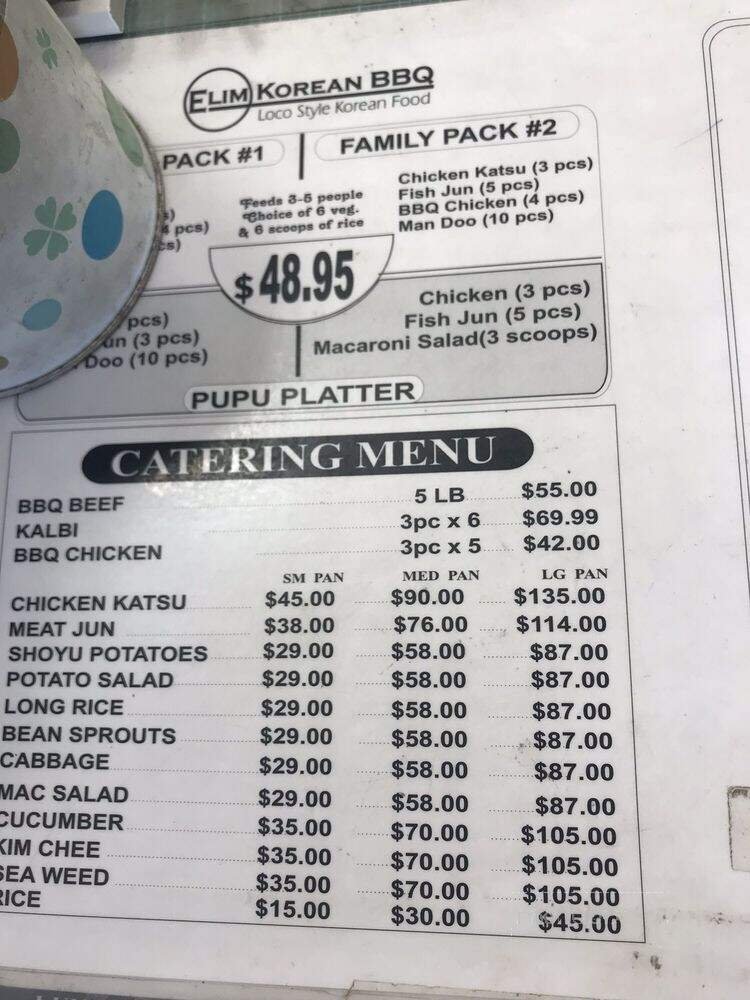 ELIM KOREAN BBQ
Loco Style Korean Food
PACK #1
FAMILY PACK #2
Feeds 3-5 people
Choice of 6 veg.
& 6 scoops of rice
pcs)
Chicken Katsu (3 pcs)
Fish Jun (5 pcs)
BBQ Chicken (4 pcs)
Man Doo (10 pcs)
$48.95
pcs)
(3 pcs)
Doo (10 pcs)
Chicken (3 pcs)
Fish Jun (5 pcs)
Macaroni Salad(3 scoops)
PUPU PLATTER
CATERING MENU
BBQ BEEF 5 LB $55.00
KALBI 3pc x 6 $69.99
BBQ CHICKEN 3pc x 5 $42.00
SM PAN MED PAN LG PAN
CHICKEN KATSU $45.00 $90.00 $135.00
MEAT JUN $38.00 $76.00 $114.00
SHOYU POTATOES $29.00 $58.00 $87.00
POTATO SALAD $29.00 $58.00 $87.00
LONG RICE $29.00 $58.00 $87.00
BEAN SPROUTS $29.00 $58.00 $87.00
CABBAGE $29.00 $58.00 $87.00
MAC SALAD $29.00 $58.00 $87.00
CUCUMBER $35.00 $70.00 $105.00
KIM CHEE $35.00 $70.00 $105.00
SEA WEED $35.00 $70.00 $105.00
RICE $15.00 $30.00 $45.00